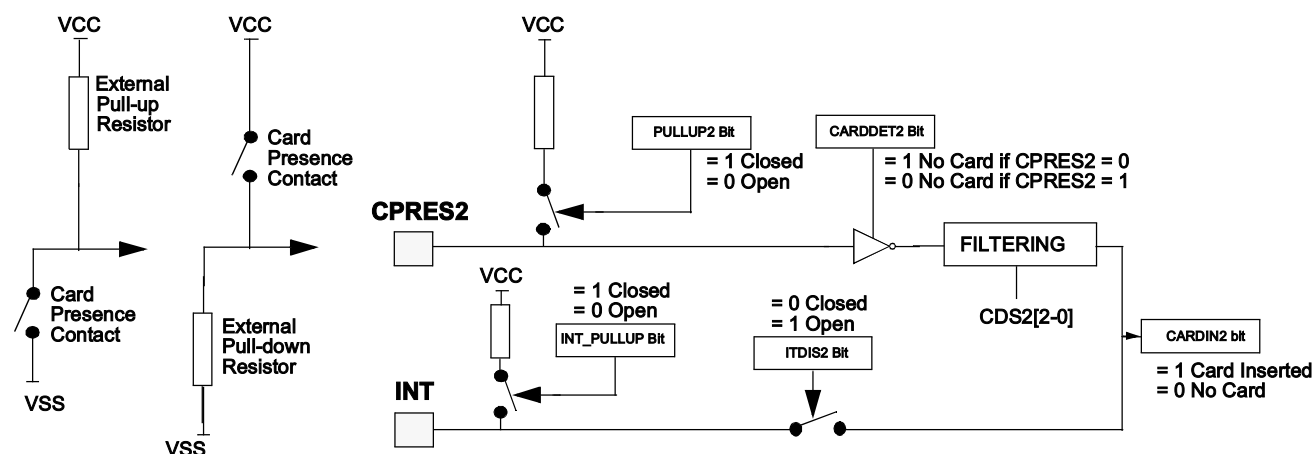 VCC
External
Pull-up
Resistor
Card
Presence
Contact
VSS
VCC
Card
Presence
Contact
External
Pull-down
Resistor
VSS
VCC
PULLUP2 Bit
= 1 Closed
= 0 Open
CARDDET2 Bit
= 1 No Card if CPRES2 = 0
= 0 No Card if CPRES2 = 1
CPRES2
FILTERING
CDS2[2-0]
VCC
= 1 Closed
= 0 Open
INT_PULLUP Bit
= 0 Closed
= 1 Open
ITDIS2 Bit
CARDIN2 bit
= 1 Card Inserted
= 0 No Card
INT